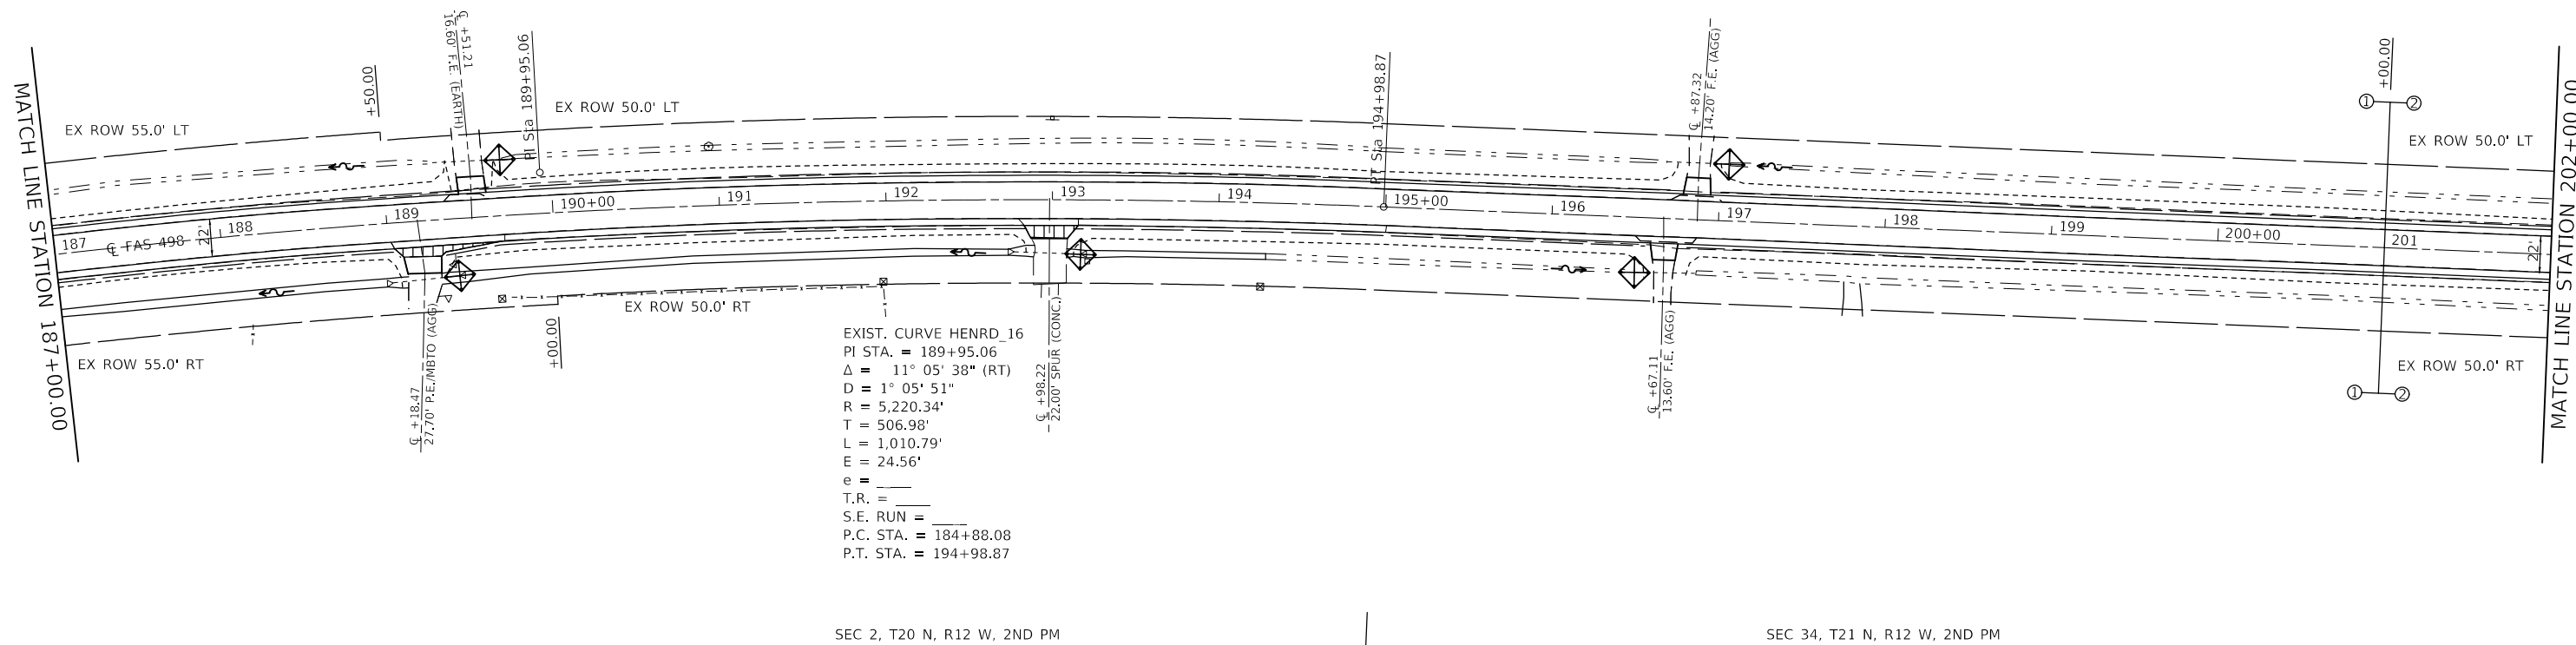 MATCH LINE STATION 187+00.00
EX ROW 55.0' LT
+50.00
℄ +51.21
16.60' F.E. (EARTH)
PI Sta 189+95.06
EX ROW 50.0' LT
PT Sta 194+98.87
℄ +87.32
14.20' F.E. (AGG)
+00.00
1 2
EX ROW 50.0' LT
MATCH LINE STATION 202+00.00
187
℄ TAS 498
22'
188
189
190+00
191
192
193
194
195+00
196
197
198
199
200+00
201
22'
EX ROW 55.0' RT
℄ +18.47
27.70' P.E./MBTO (AGG)
+00.00
EX ROW 50.0' RT
℄ +98.22
22.00' SPUR (CONC.)
℄ +67.11
13.60' F.E. (AGG)
EX ROW 50.0' RT
1 2
EXIST. CURVE HENRD_16
PI STA. = 189+95.06
Δ = 11° 05' 38" (RT)
D = 1° 05' 51"
R = 5,220.34'
T = 506.98'
L = 1,010.79'
E = 24.56'
e = ____
T.R. = ____
S.E. RUN = ____
P.C. STA. = 184+88.08
P.T. STA. = 194+98.87
SEC 2, T20 N, R12 W, 2ND PM
SEC 34, T21 N, R12 W, 2ND PM